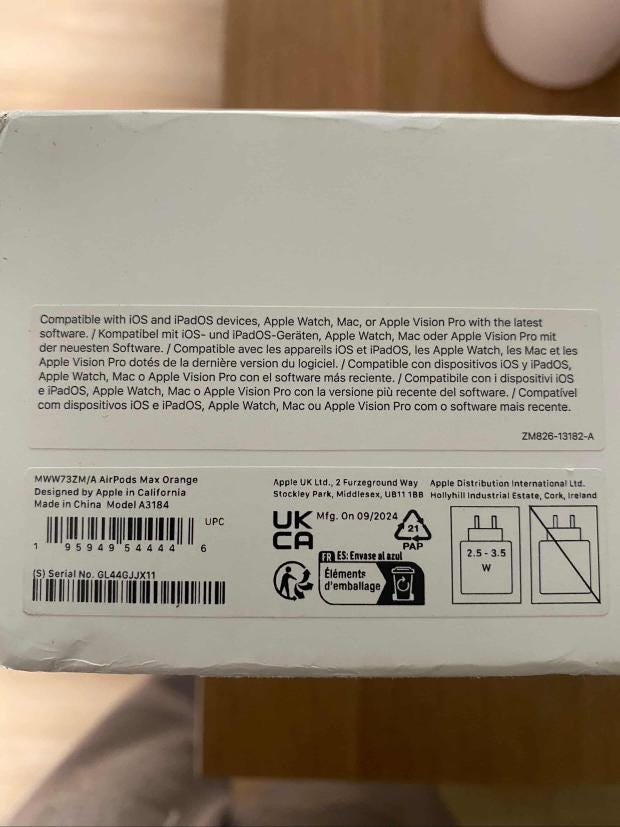 Compatible with iOS and iPadOS devices, Apple Watch, Mac, or Apple Vision Pro with the latest
software. / Kompatibel mit iOS- und iPadOS-Geräten, Apple Watch, Mac oder Apple Vision Pro mit
der neuesten Software. / Compatible avec les appareils iOS et iPadOS, les Apple Watch, les Mac et les
Apple Vision Pro dotés de la dernière version du logiciel. / Compatible con dispositivos iOS y iPadOS,
Apple Watch, Mac o Apple Vision Pro con el software más reciente. / Compatibile con i dispositivi iOS
e iPadOS, Apple Watch, Mac o Apple Vision Pro con la versione più recente del software. / Compatível
com dispositivos iOS e iPadOS, Apple Watch, Mac ou Apple Vision Pro com o software mais recente.
ZM826-13182-A
MWW73ZM/A AirPods Max Orange
Designed by Apple in California
Made in China Model A3184
UPC
1 95949 54444 6
(S) Serial No. GL44GJJX11
Apple UK Ltd., 2 Furzeground Way
Stockley Park, Middlesex, UB11 1BB
Apple Distribution International Ltd.
Hollyhill Industrial Estate, Cork, Ireland
UK
CA
Mfg. On 09/2024
21
PAP
FR ES: Envase al azul
Éléments
d'emballage
2.5 - 3.5
W